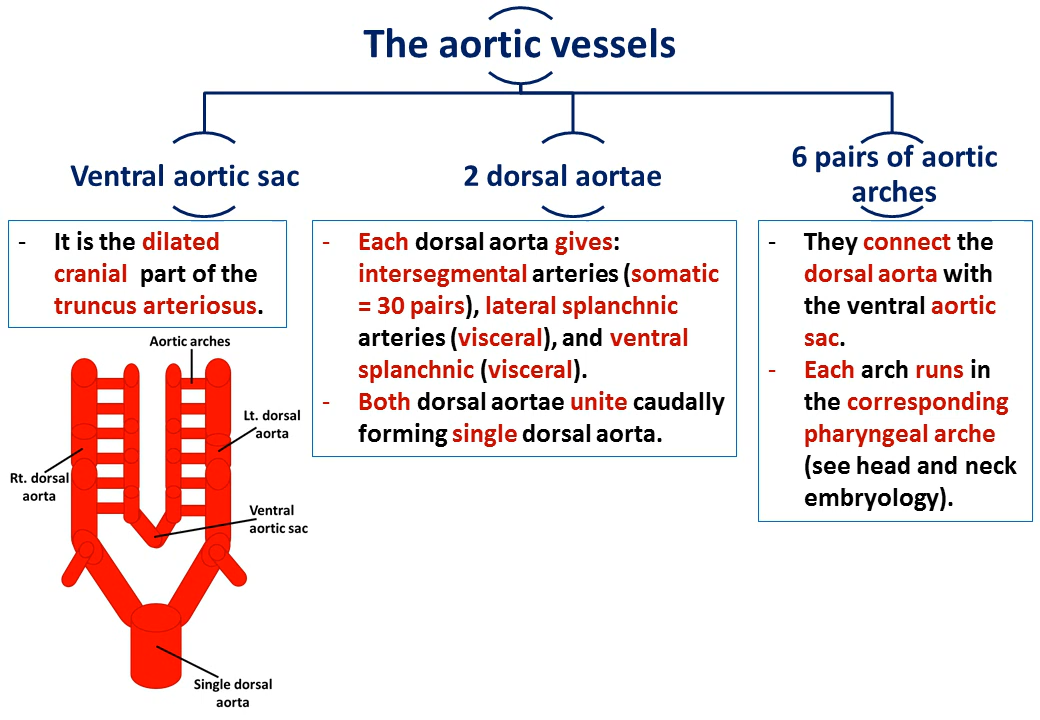 The aortic vessels
Ventral aortic sac
- It is the dilated
cranial part of the
truncus arteriosus.
2 dorsal aortae
- Each dorsal aorta gives:
intersegmental arteries (somatic
= 30 pairs), lateral splanchnic
arteries (visceral), and ventral
splanchnic (visceral).
- Both dorsal aortae unite caudally
forming single dorsal aorta.
6 pairs of aortic
arches
- They connect the
dorsal aorta with
the ventral aortic
sac.
- Each arch runs in
the corresponding
pharyngeal arche
(see head and neck
embryology).
Aortic arches
Lt. dorsal
aorta
Rt. dorsal
aorta
Ventral
aortic sac
Single dorsal
aorta